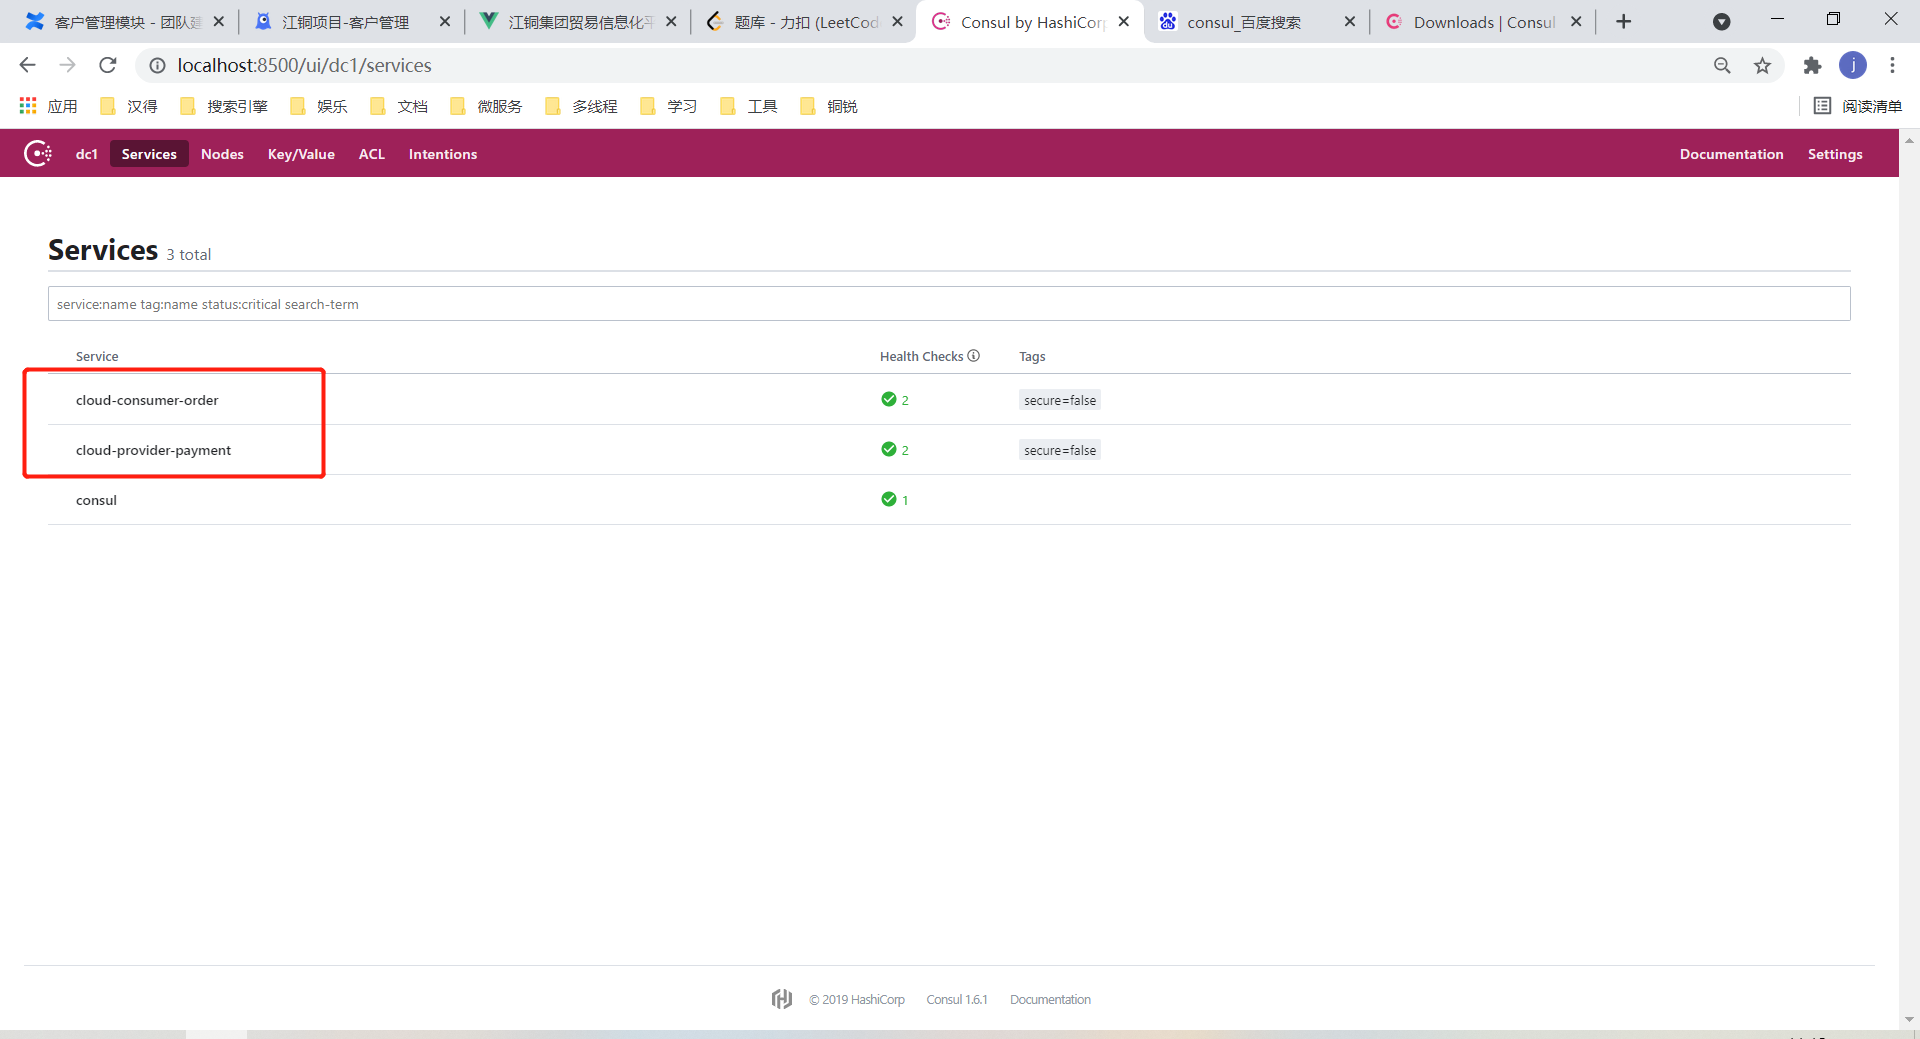 客户管理模块 - 团队建
江铜项目-客户管理
江铜集团贸易信息化平
题库 - 力扣 (LeetCod
Consul by HashiCorp
consul_百度搜索
Downloads | Consul
localhost:8500/ui/dc1/services
j
应用
汉得
搜索引擎
娱乐
文档
微服务
多线程
学习
工具
铜锐
阅读清单
dc1 Services Nodes Key/Value ACL Intentions Documentation Settings
Services 3 total
service:name tag:name status:critical search-term
Service Health Checks Tags
cloud-consumer-order 2 secure=false
cloud-provider-payment 2 secure=false
consul 1
© 2019 HashiCorp Consul 1.6.1 Documentation